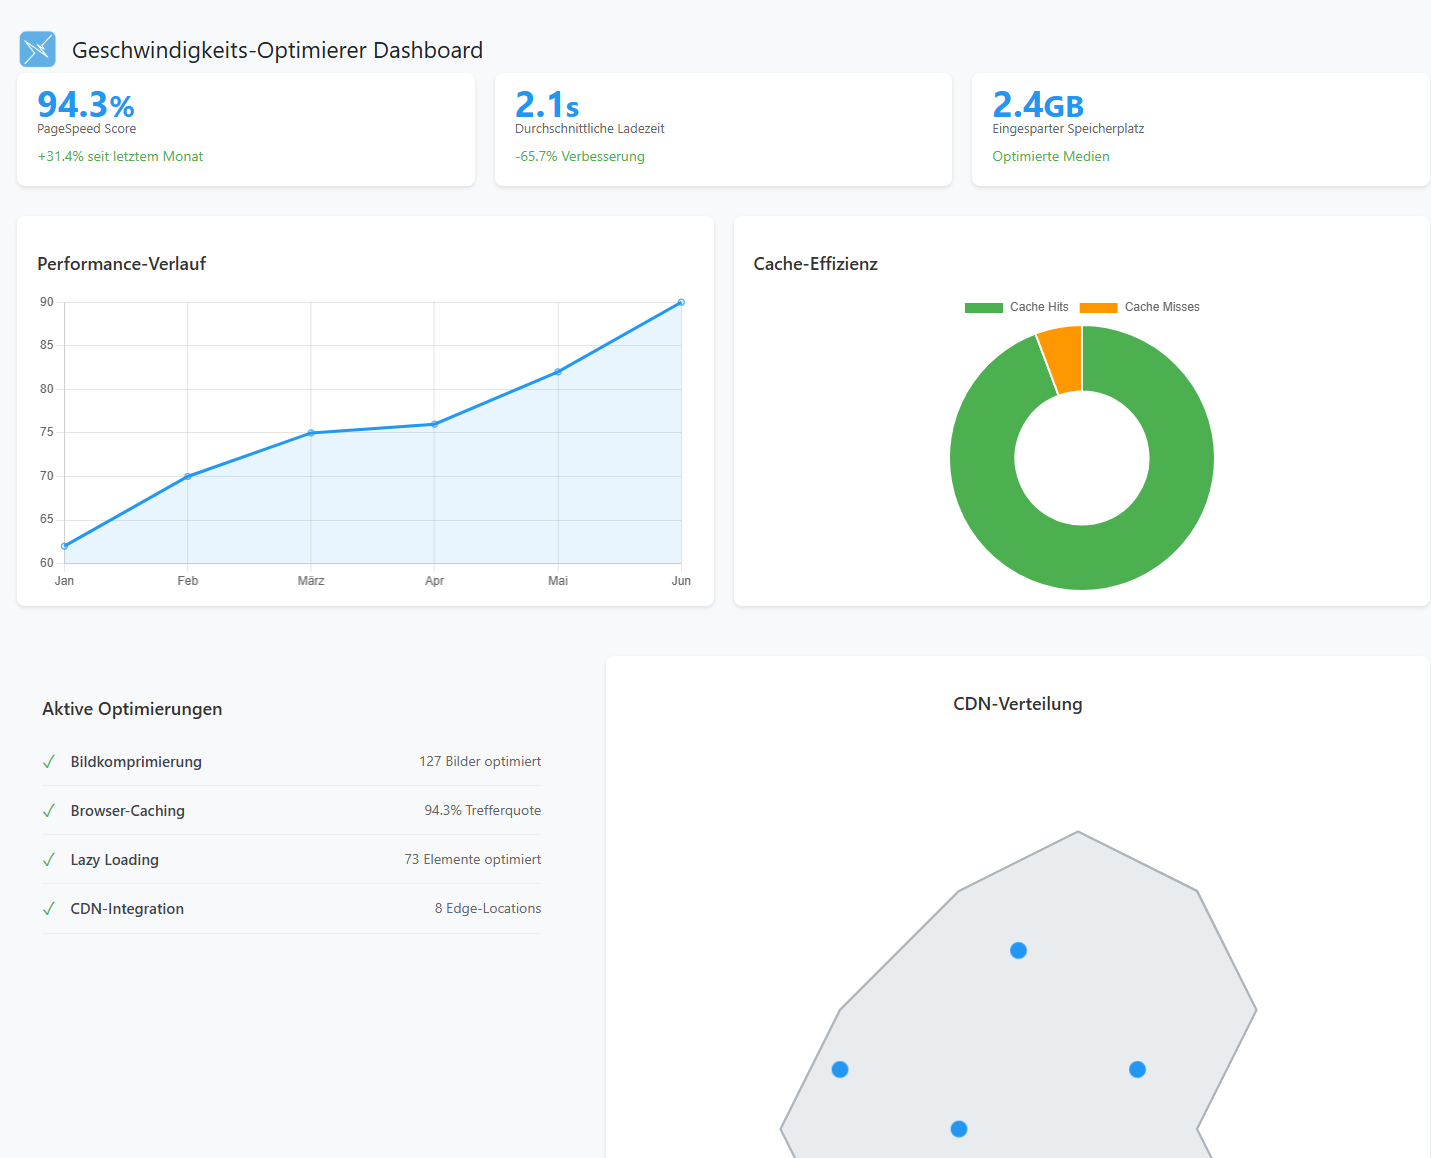 Geschwindigkeits-Optimierer Dashboard
94.3%
PageSpeed Score
+31.4% seit letztem Monat
2.1s
Durchschnittliche Ladezeit
-65.7% Verbesserung
2.4GB
Eingesparter Speicherplatz
Optimierte Medien
Performance-Verlauf
90
85
80
75
70
65
60
Jan Feb März Apr Mai Jun
Cache-Effizienz
Cache Hits Cache Misses
Aktive Optimierungen
✓ Bildkomprimierung 127 Bilder optimiert
✓ Browser-Caching 94.3% Trefferquote
✓ Lazy Loading 73 Elemente optimiert
✓ CDN-Integration 8 Edge-Locations
CDN-Verteilung